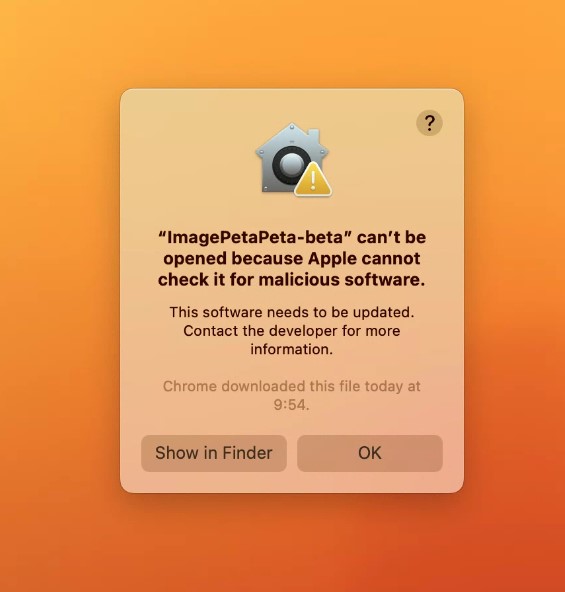 ?
“ImagePetaPeta-beta” can’t be
opened because Apple cannot
check it for malicious software.
This software needs to be updated.
Contact the developer for more
information.
Chrome downloaded this file today at
9:54.
Show in Finder
OK